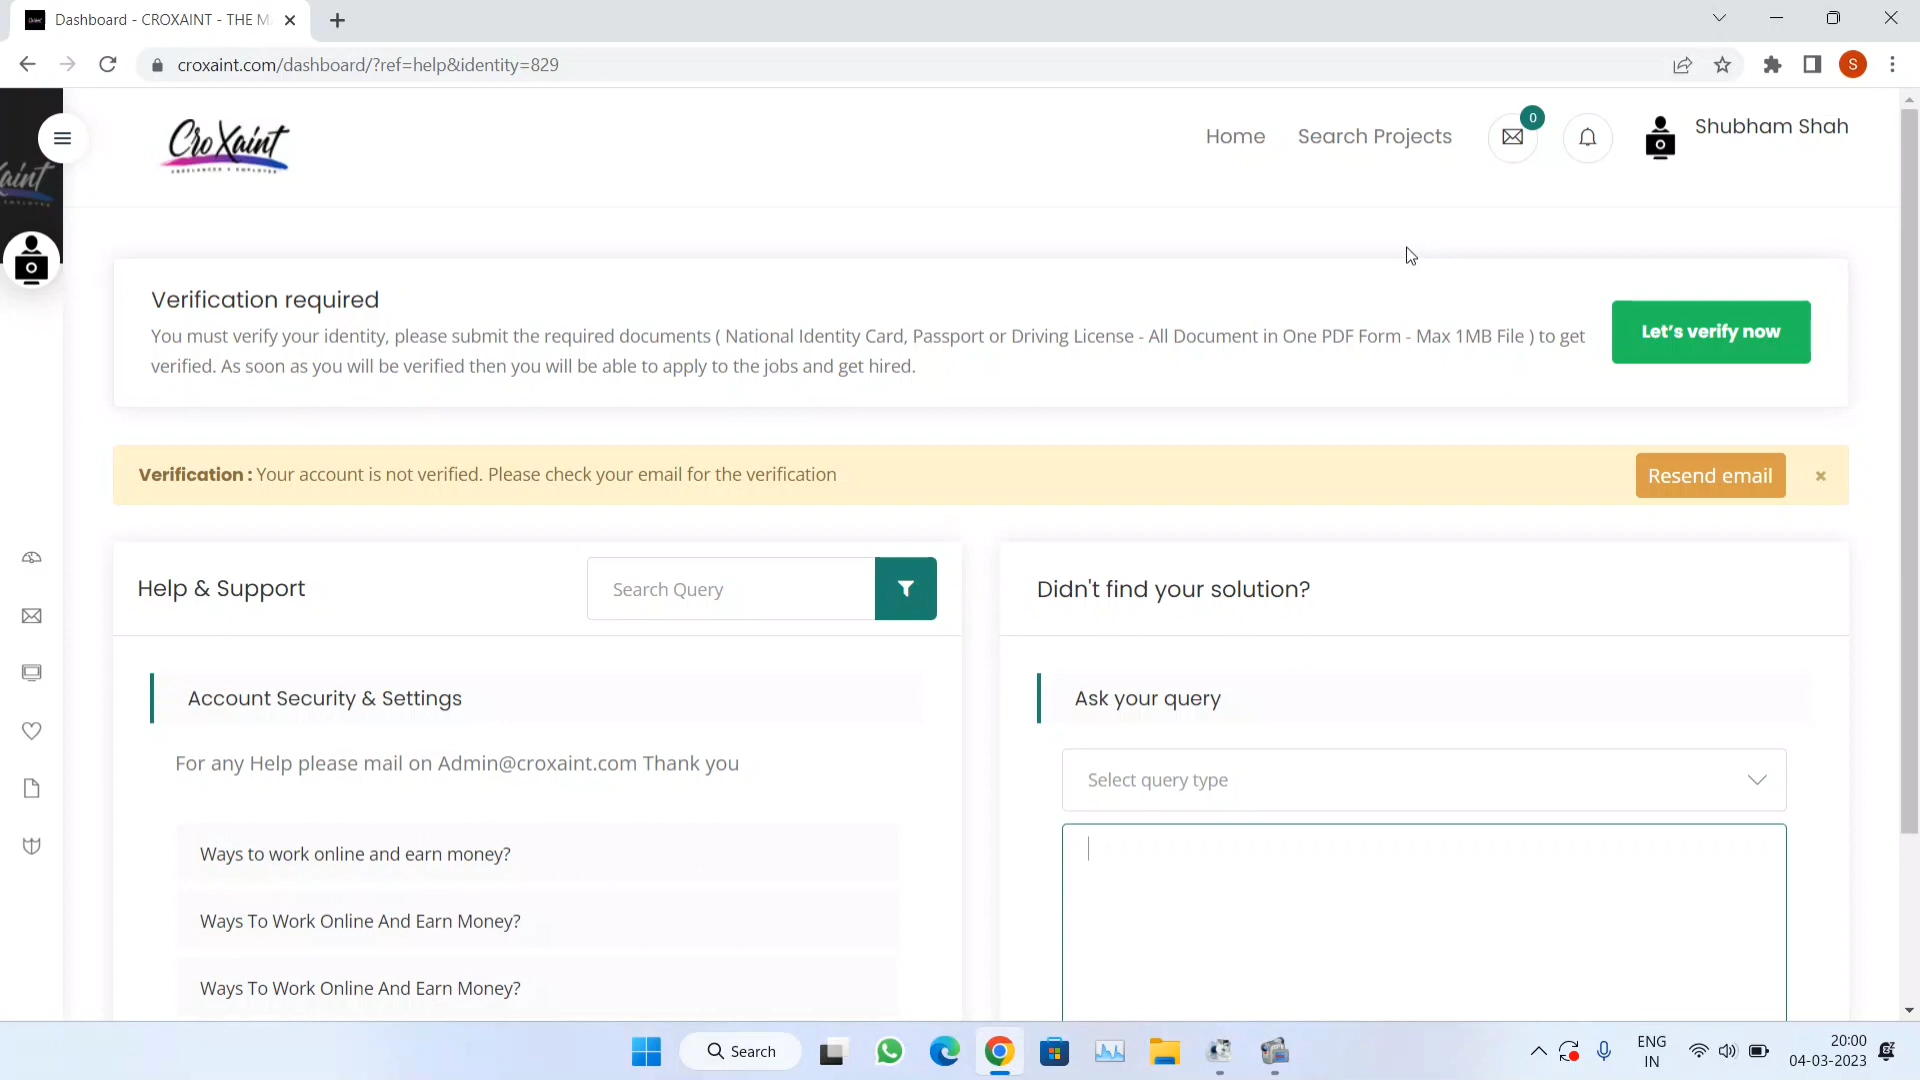 Dashboard - CROXAINT - THE M
croxaint.com/dashboard/?ref=help&identity=829
S
CroXaint
Home
Search Projects
0
Shubham Shah
Verification required
You must verify your identity, please submit the required documents ( National Identity Card, Passport or Driving License - All Document in One PDF Form - Max 1MB File ) to get
verified. As soon as you will be verified then you will be able to apply to the jobs and get hired.
Let's verify now
Verification : Your account is not verified. Please check your email for the verification
Resend email
×
Help & Support
Search Query
Didn't find your solution?
Account Security & Settings
Ask your query
For any Help please mail on Admin@croxaint.com Thank you
Select query type
Ways to work online and earn money?
Ways To Work Online And Earn Money?
Ways To Work Online And Earn Money?
Search
ENG
IN
20:00
04-03-2023